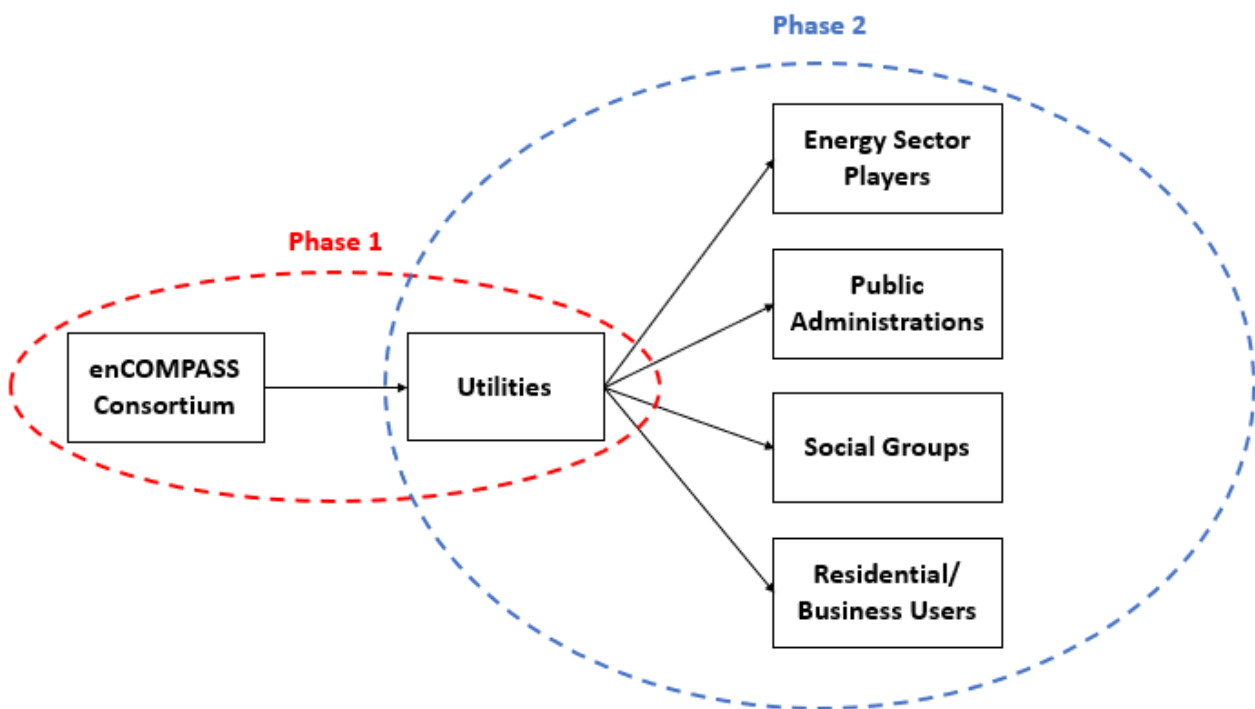 Phase 2
Energy Sector
Players
Phase 1
Public
Administrations
enCOMPASS
Consortium
Utilities
Social Groups
Residential/
Business Users